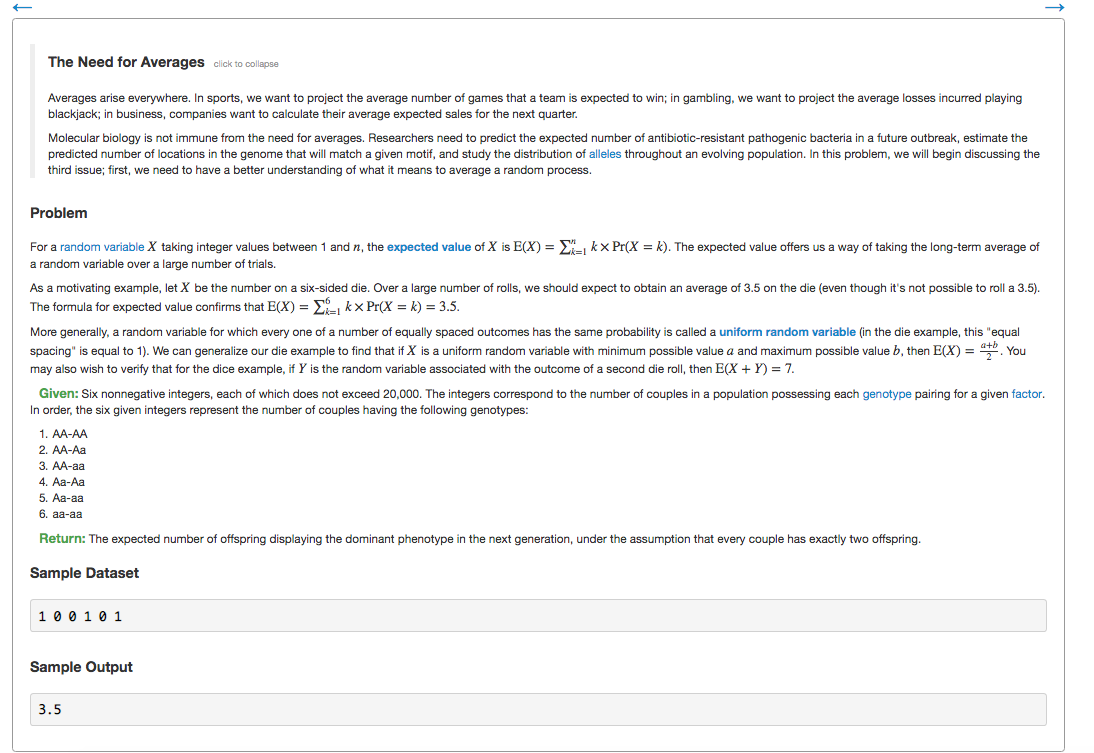 ←
→
The Need for Averages click to collapse
Averages arise everywhere. In sports, we want to project the average number of games that a team is expected to win; in gambling, we want to project the average losses incurred playing
blackjack; in business, companies want to calculate their average expected sales for the next quarter.
Molecular biology is not immune from the need for averages. Researchers need to predict the expected number of antibiotic-resistant pathogenic bacteria in a future outbreak, estimate the
predicted number of locations in the genome that will match a given motif, and study the distribution of alleles throughout an evolving population. In this problem, we will begin discussing the
third issue; first, we need to have a better understanding of what it means to average a random process.
Problem
For a random variable X taking integer values between 1 and n, the expected value of X is E(X) = ∑ⁿₖ₌₁ k × Pr(X = k). The expected value offers us a way of taking the long-term average of
a random variable over a large number of trials.
As a motivating example, let X be the number on a six-sided die. Over a large number of rolls, we should expect to obtain an average of 3.5 on the die (even though it's not possible to roll a 3.5).
The formula for expected value confirms that E(X) = ∑⁶ₖ₌₁ k × Pr(X = k) = 3.5.
More generally, a random variable for which every one of a number of equally spaced outcomes has the same probability is called a uniform random variable (in the die example, this "equal
spacing" is equal to 1). We can generalize our die example to find that if X is a uniform random variable with minimum possible value a and maximum possible value b, then E(X) = (a+b)/2. You
may also wish to verify that for the dice example, if Y is the random variable associated with the outcome of a second die roll, then E(X + Y) = 7.
Given: Six nonnegative integers, each of which does not exceed 20,000. The integers correspond to the number of couples in a population possessing each genotype pairing for a given factor.
In order, the six given integers represent the number of couples having the following genotypes:
1. AA-AA
2. AA-Aa
3. AA-aa
4. Aa-Aa
5. Aa-aa
6. aa-aa
Return: The expected number of offspring displaying the dominant phenotype in the next generation, under the assumption that every couple has exactly two offspring.
Sample Dataset
1 0 0 1 0 1
Sample Output
3.5